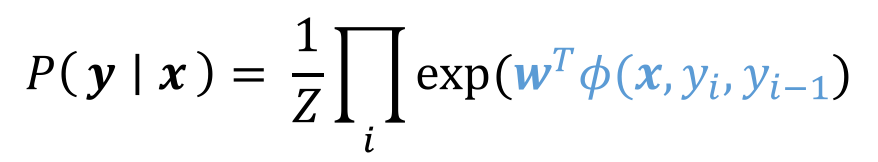 P( y | x ) = 1/Z ∏_i exp(w^T ϕ(x, y_i, y_{i−1})